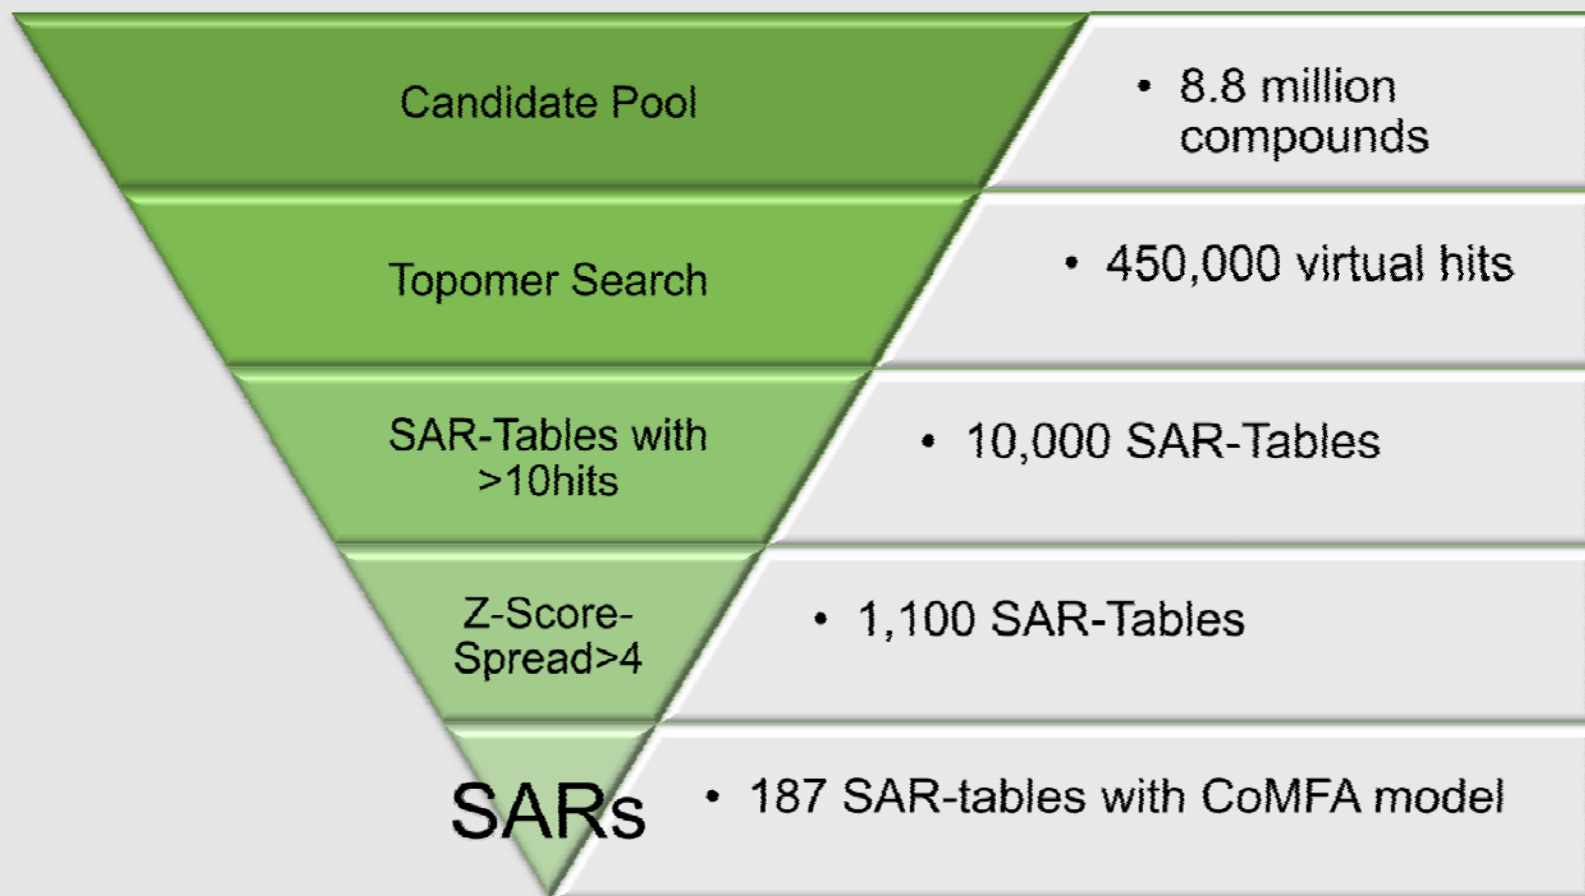 Candidate Pool
• 8.8 million
compounds
Topomer Search
• 450,000 virtual hits
SAR-Tables with
>10hits
• 10,000 SAR-Tables
Z-Score-
Spread>4
• 1,100 SAR-Tables
SARs
• 187 SAR-tables with CoMFA model